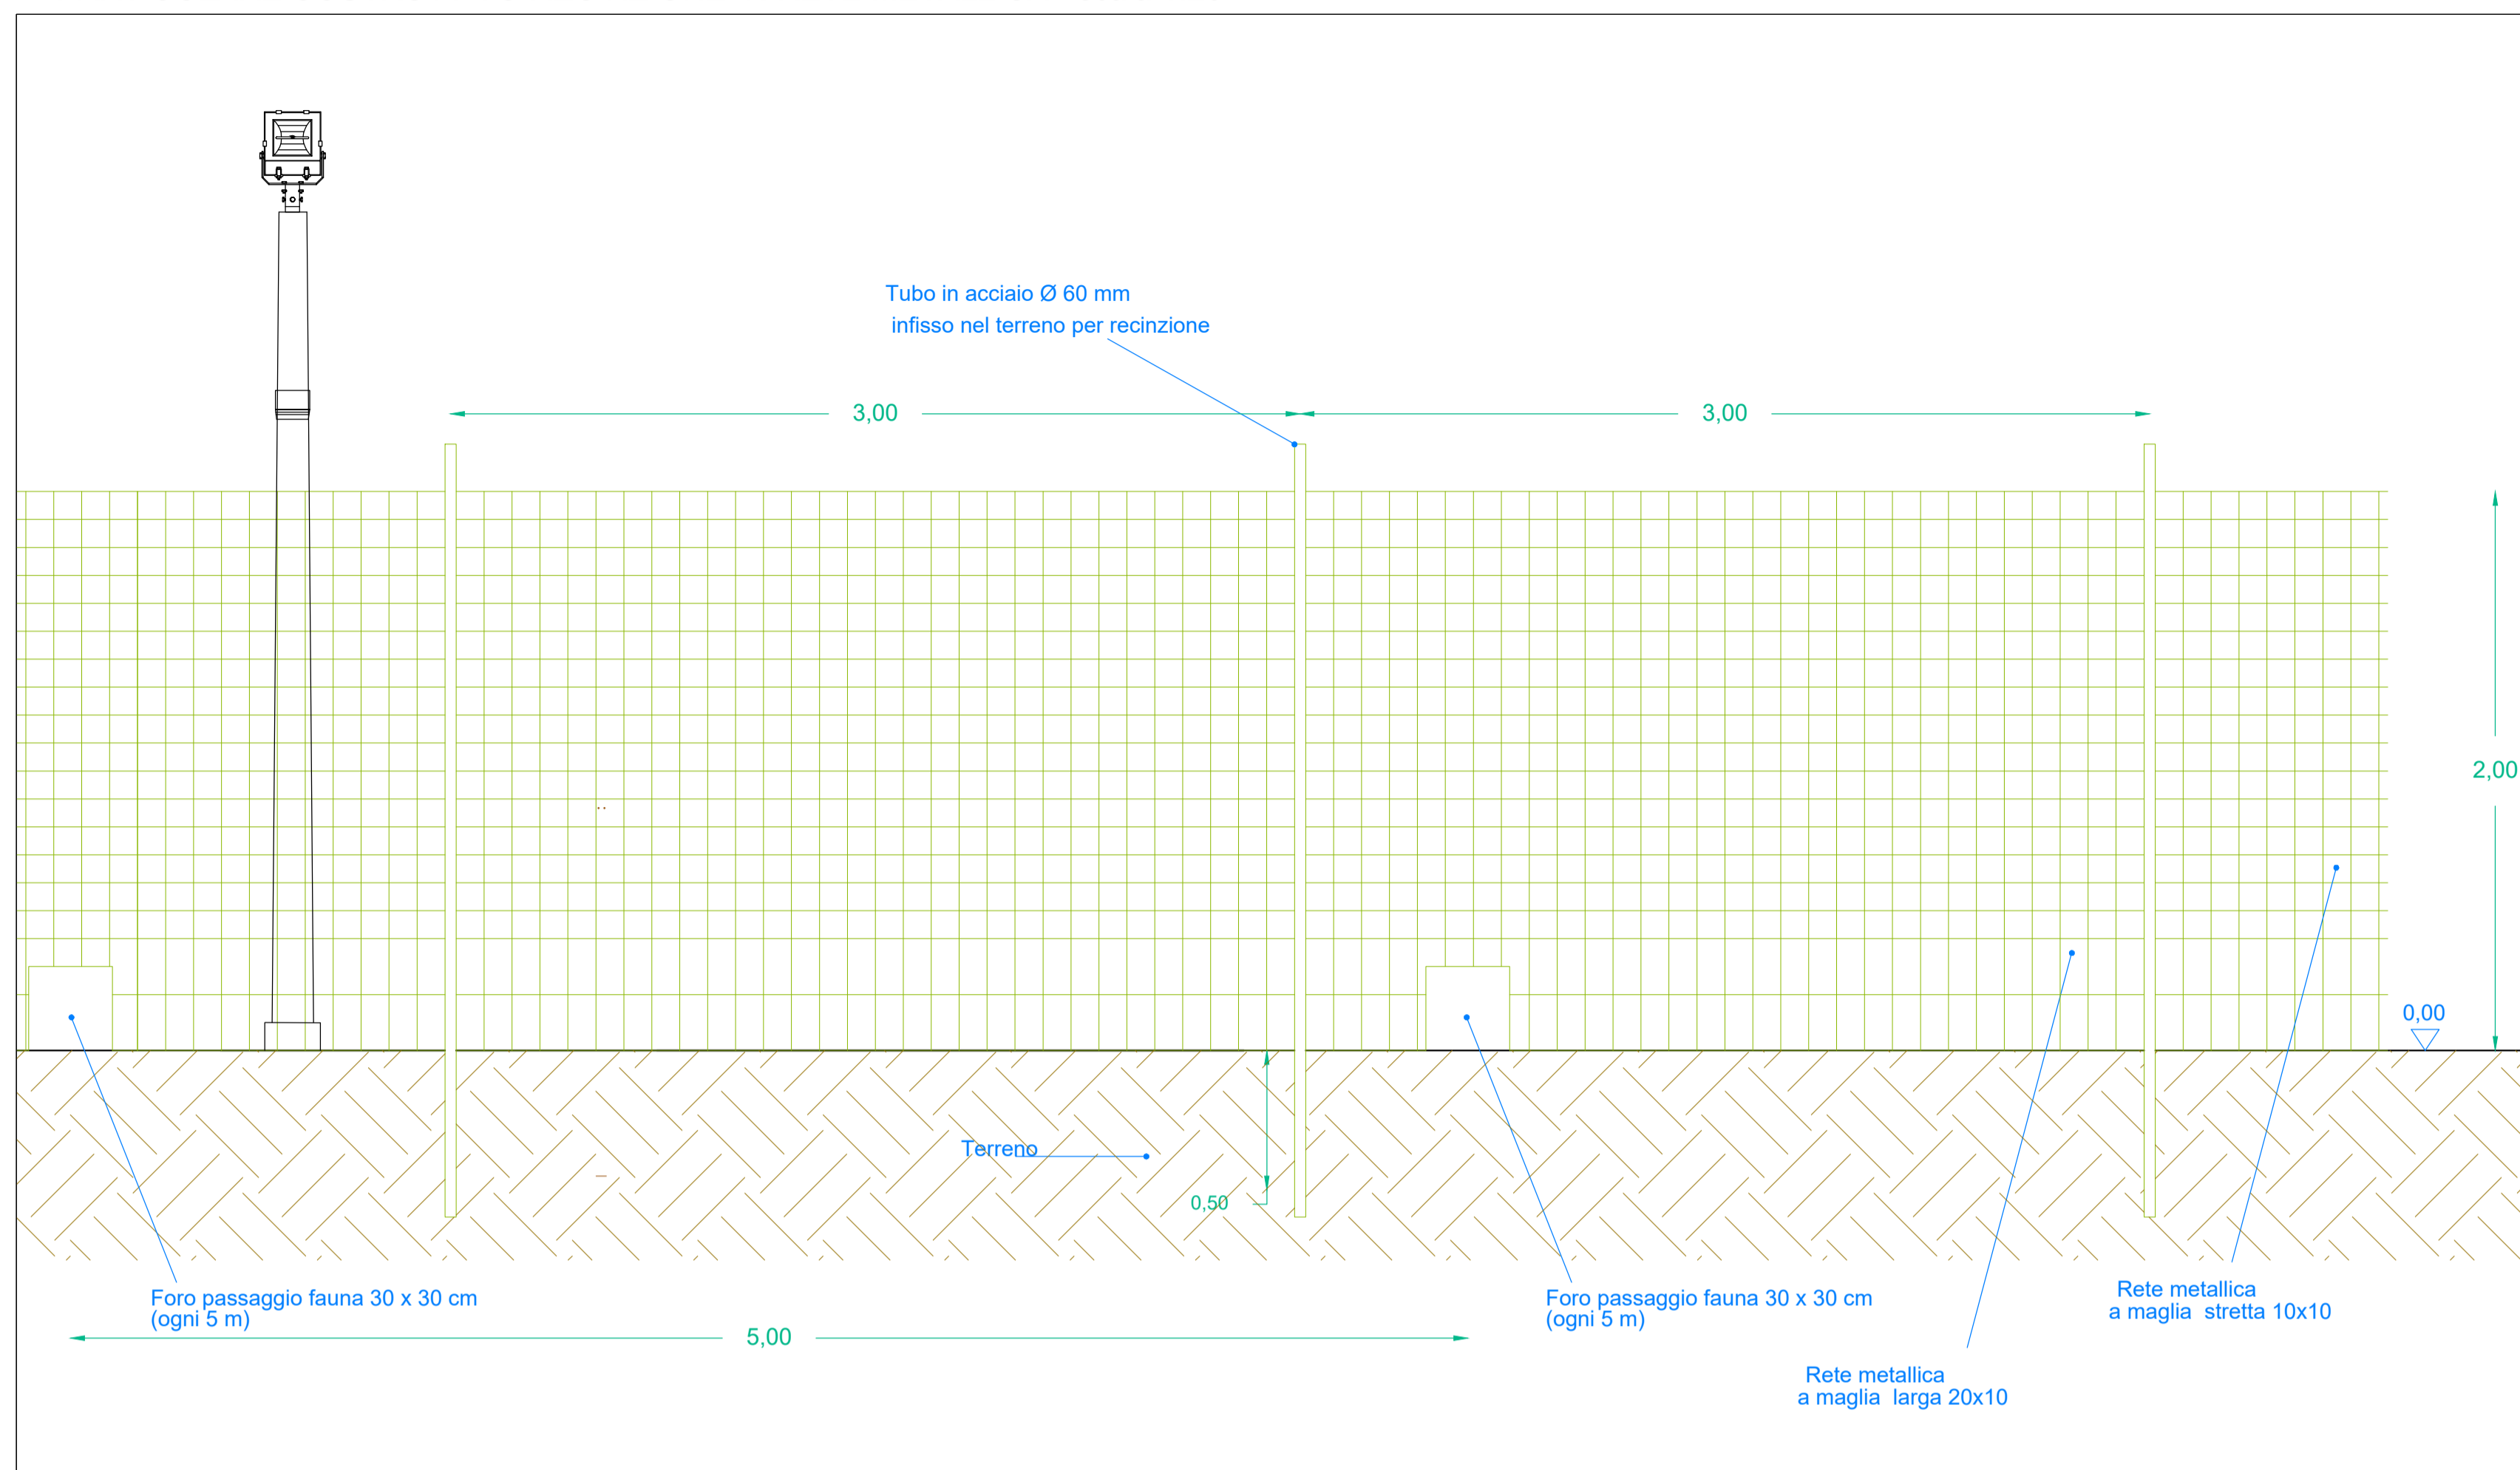 Tubo in acciaio Ø 60 mm
infisso nel terreno per recinzione
3,00
3,00
2,00
0,00
Terreno
0,50
Foro passaggio fauna 30 x 30 cm
(ogni 5 m)
Foro passaggio fauna 30 x 30 cm
(ogni 5 m)
Rete metallica
a maglia stretta 10x10
5,00
Rete metallica
a maglia larga 20x10